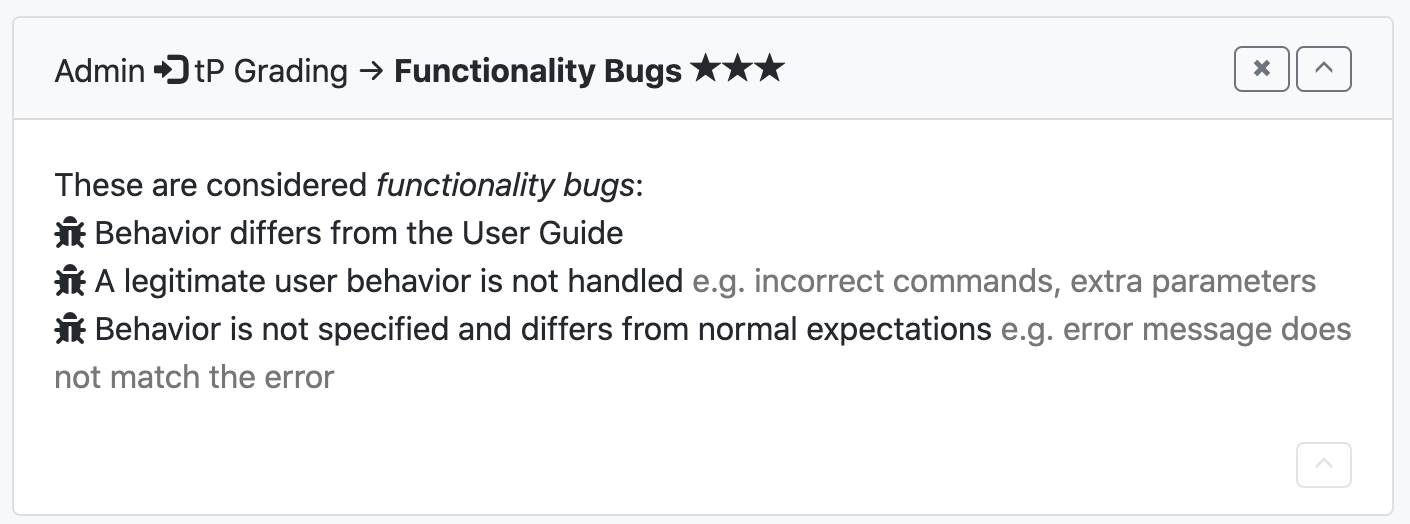 Admin tP Grading → Functionality Bugs ★★★
These are considered functionality bugs:
Behavior differs from the User Guide
A legitimate user behavior is not handled e.g. incorrect commands, extra parameters
Behavior is not specified and differs from normal expectations e.g. error message does
not match the error